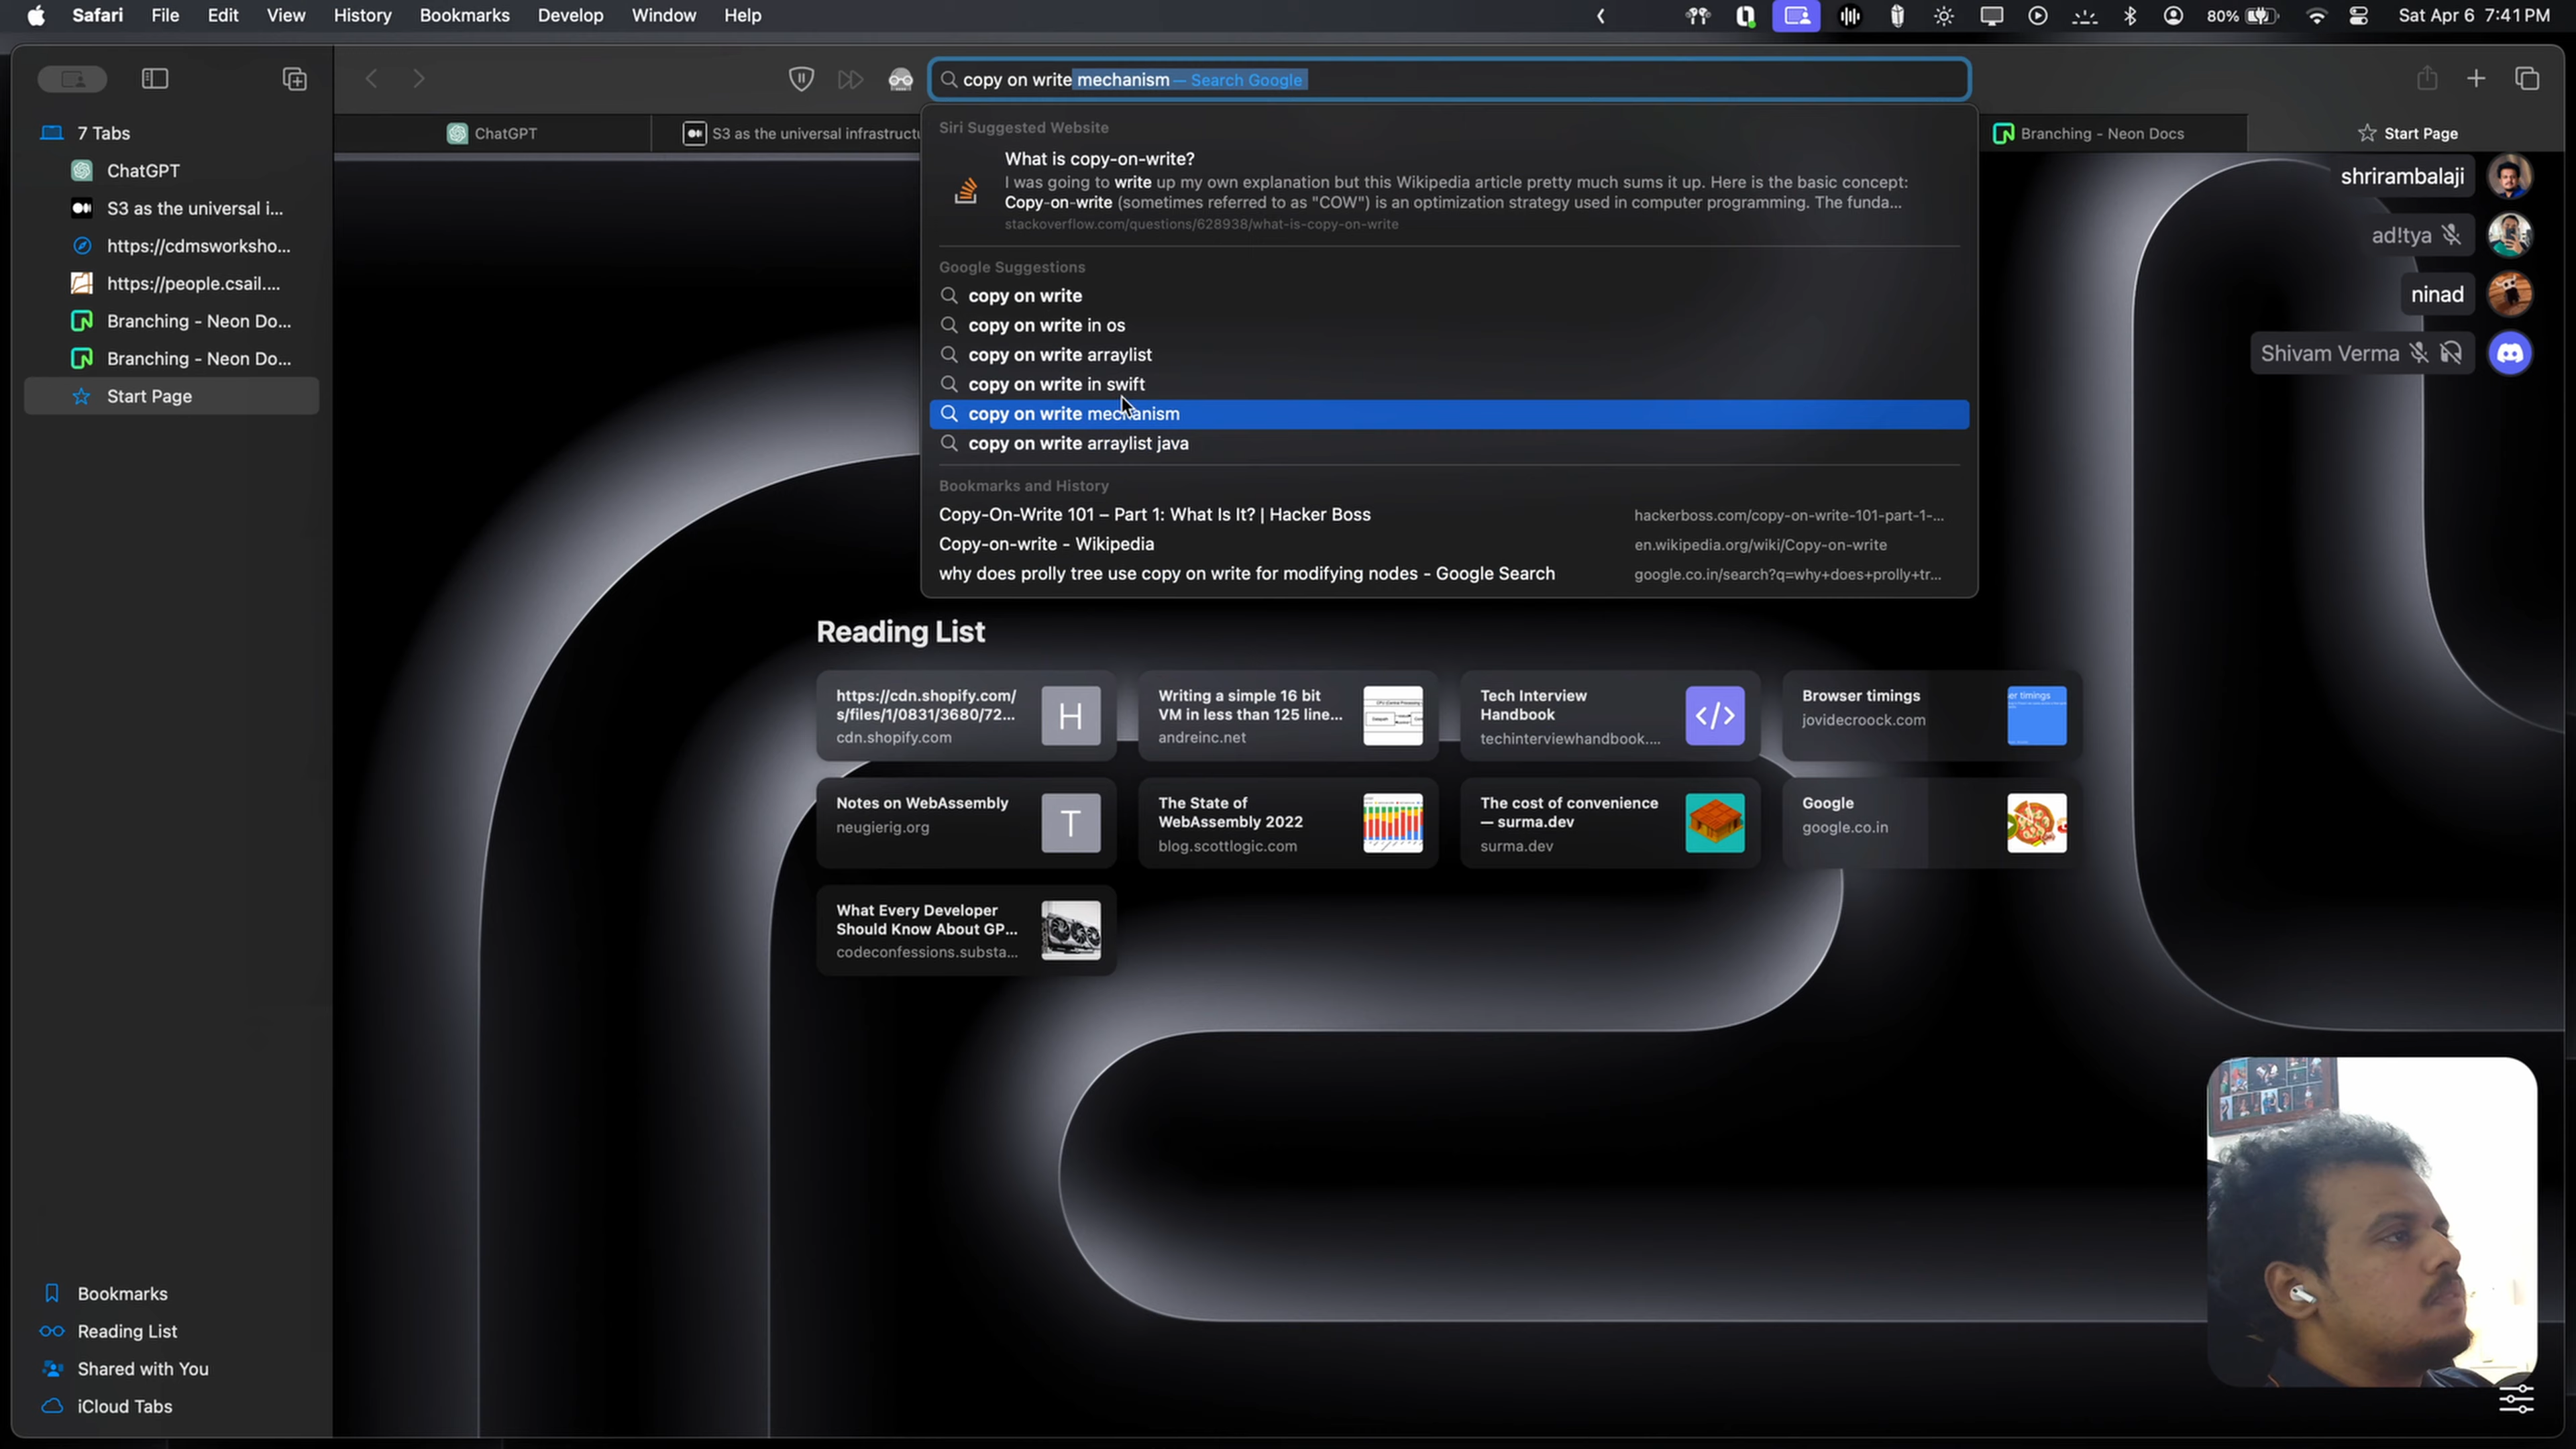 Safari File Edit View History Bookmarks Develop Window Help 80% Sat Apr 6 7:41 PM
copy on write mechanism — Search Google
7 Tabs
ChatGPT
S3 as the universal i...
https://cdmsworksho...
https://people.csail....
Branching - Neon Do...
Branching - Neon Do...
Start Page
ChatGPT
S3 as the universal infrastructu
Branching - Neon Docs
Start Page
Siri Suggested Website
What is copy-on-write?
I was going to write up my own explanation but this Wikipedia article pretty much sums it up. Here is the basic concept:
Copy-on-write (sometimes referred to as "COW") is an optimization strategy used in computer programming. The funda...
stackoverflow.com/questions/628938/what-is-copy-on-write
Google Suggestions
copy on write
copy on write in os
copy on write arraylist
copy on write in swift
copy on write mechanism
copy on write arraylist java
Bookmarks and History
Copy-On-Write 101 – Part 1: What Is It? | Hacker Boss hackerboss.com/copy-on-write-101-part-1-...
Copy-on-write - Wikipedia en.wikipedia.org/wiki/Copy-on-write
why does prolly tree use copy on write for modifying nodes - Google Search google.co.in/search?q=why+does+prolly+tr...
shrirambalaji
ad!tya
ninad
Shivam Verma
Reading List
https://cdn.shopify.com/
s/files/1/0831/3680/72...
cdn.shopify.com
H
Writing a simple 16 bit
VM in less than 125 line...
andreinc.net
Tech Interview
Handbook
techinterviewhandbook....
</>
Browser timings
jovidecroock.com
er timings
Notes on WebAssembly
neugierig.org
T
The State of
WebAssembly 2022
blog.scottlogic.com
The cost of convenience
— surma.dev
surma.dev
Google
google.co.in
What Every Developer
Should Know About GP...
codeconfessions.substa...
Bookmarks
Reading List
Shared with You
iCloud Tabs